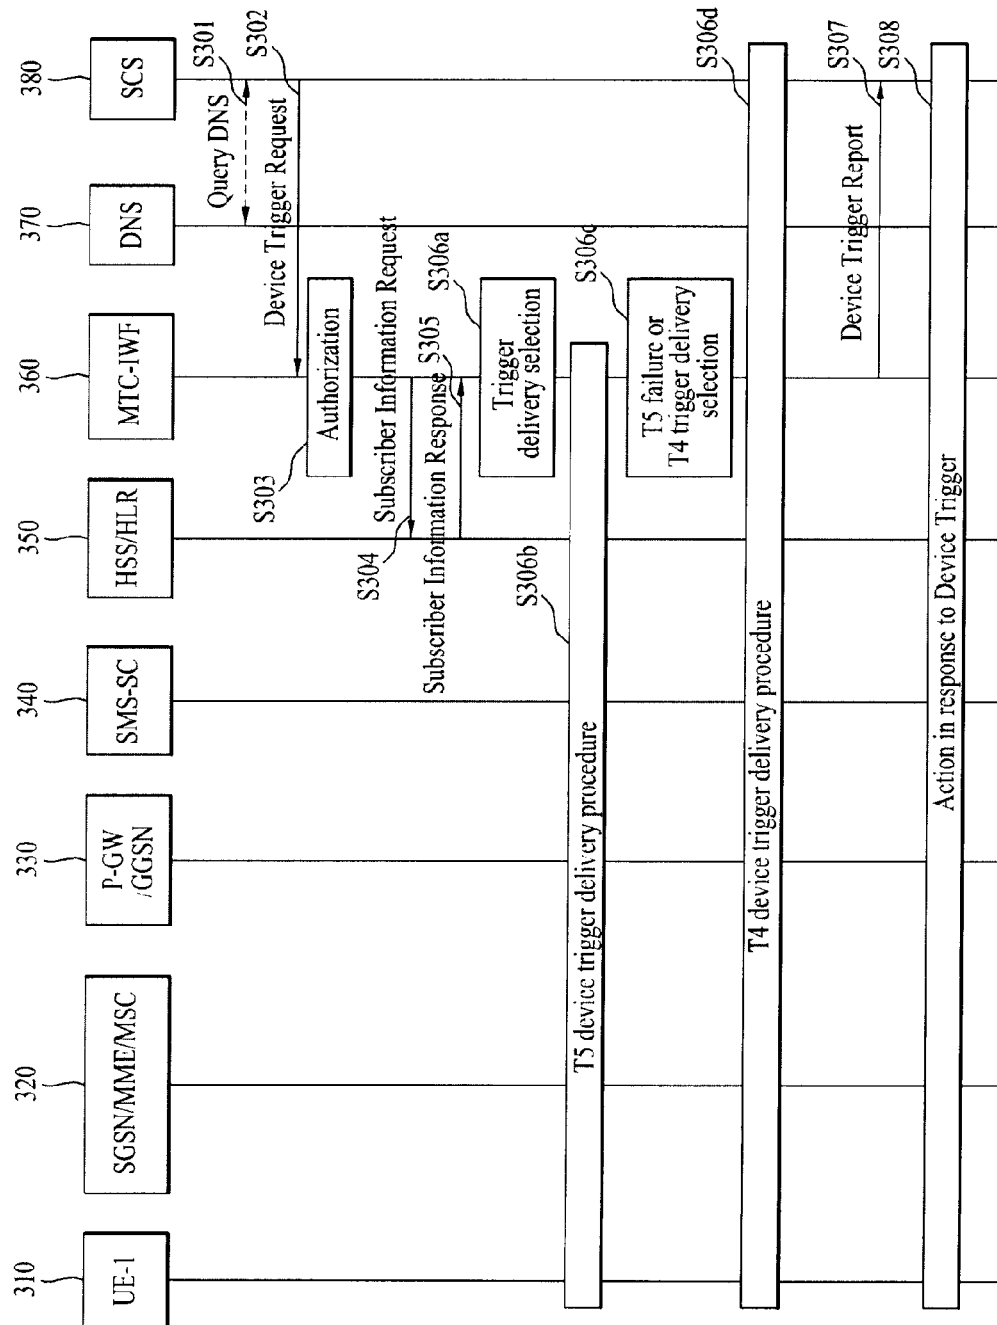 310
320
330
340
350
360
370
380
UE-1
SGSN/MME/MSC
P-GW
/GGSN
SMS-SC
HSS/HLR
MTC-IWF
DNS
SCS
S301
Query DNS
S302
Device Trigger Request
S303
Authorization
Subscriber Information Request
S304
Subscriber Information Response
S305
S306a
Trigger
delivery selection
S306b
T5 device trigger delivery procedure
S306c
T5 failure or
T4 trigger delivery
selection
S306d
T4 device trigger delivery procedure
S307
Device Trigger Report
S308
Action in response to Device Trigger